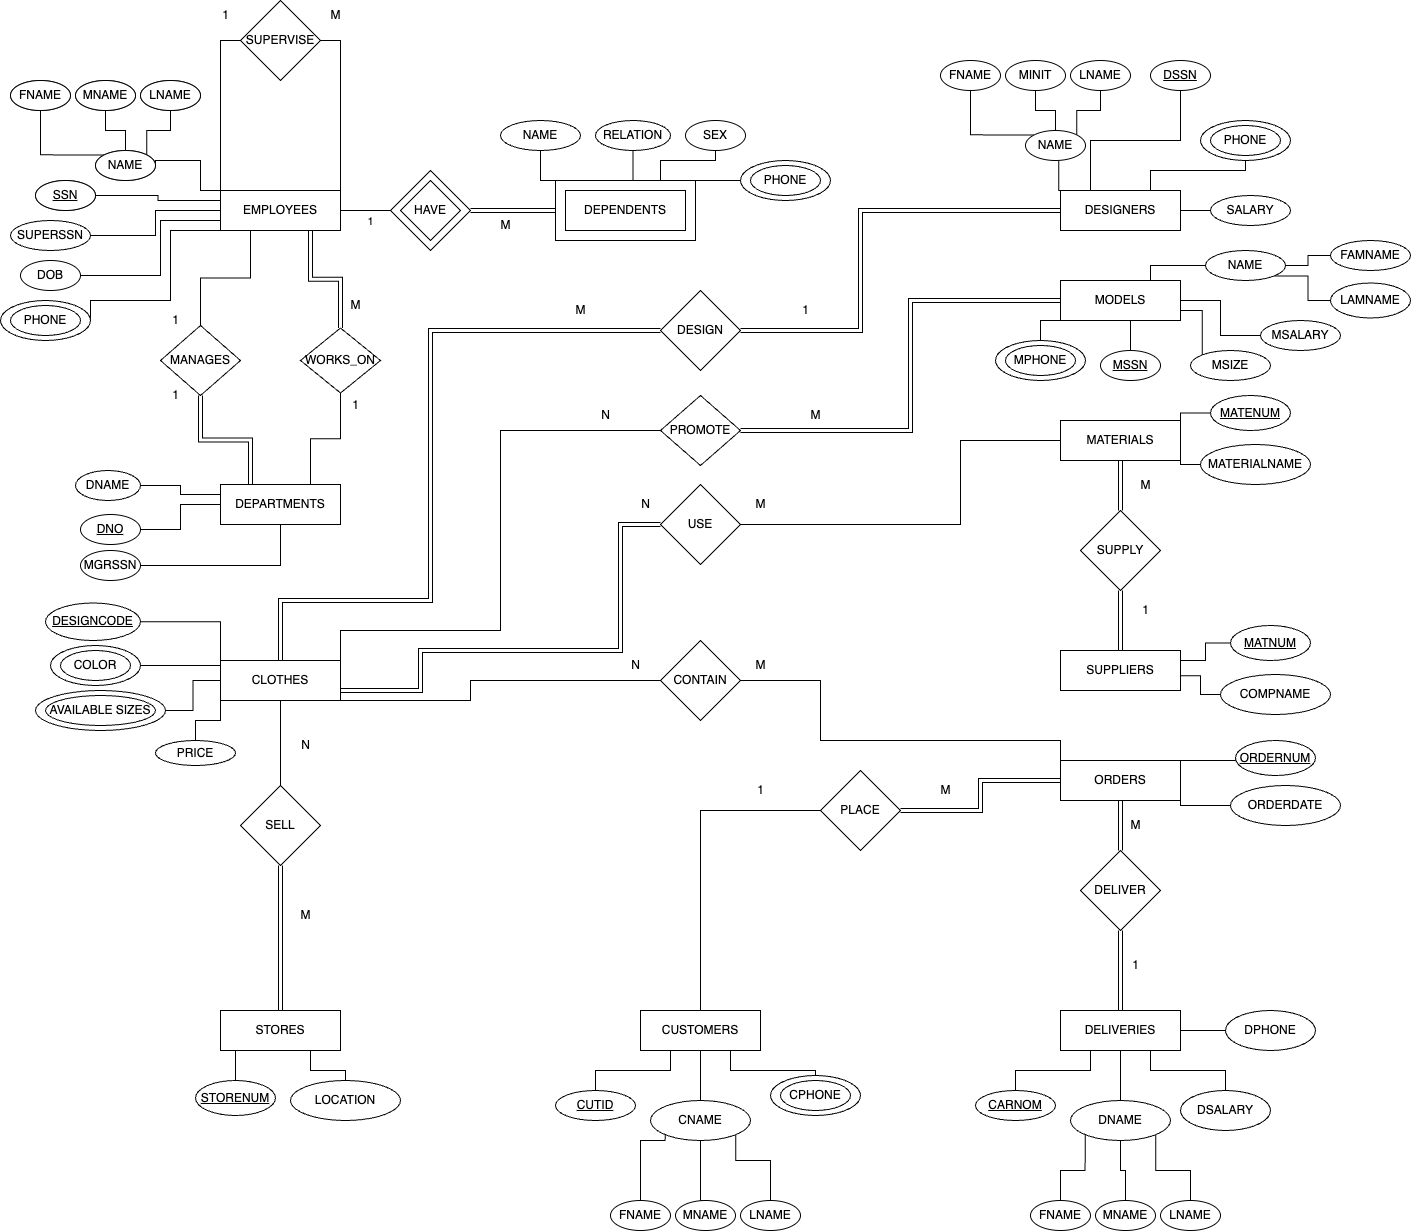 1
M
SUPERVISE
FNAME
MNAME
LNAME
NAME
SSN
SUPERSSN
DOB
PHONE
EMPLOYEES
1
HAVE
M
NAME
RELATION
SEX
PHONE
DEPENDENTS
FNAME
MINIT
LNAME
DSSN
NAME
PHONE
DESIGNERS
SALARY
NAME
FAMNAME
LAMNAME
MODELS
MSALARY
MPHONE
MSSN
MSIZE
1
M
MANAGES
WORKS_ON
1
1
M
DESIGN
1
N
PROMOTE
M
MATENUM
MATERIALS
MATERIALNAME
DNAME
DNO
MGRSSN
DEPARTMENTS
N
USE
M
M
SUPPLY
1
DESIGNCODE
COLOR
AVAILABLE SIZES
PRICE
CLOTHES
N
CONTAIN
M
SUPPLIERS
MATNUM
COMPNAME
N
SELL
M
1
PLACE
M
ORDERS
ORDERNUM
ORDERDATE
M
DELIVER
1
STORES
STORENUM
LOCATION
CUSTOMERS
CUTID
CNAME
CPHONE
FNAME
MNAME
LNAME
DELIVERIES
DPHONE
CARNOM
DNAME
DSALARY
FNAME
MNAME
LNAME